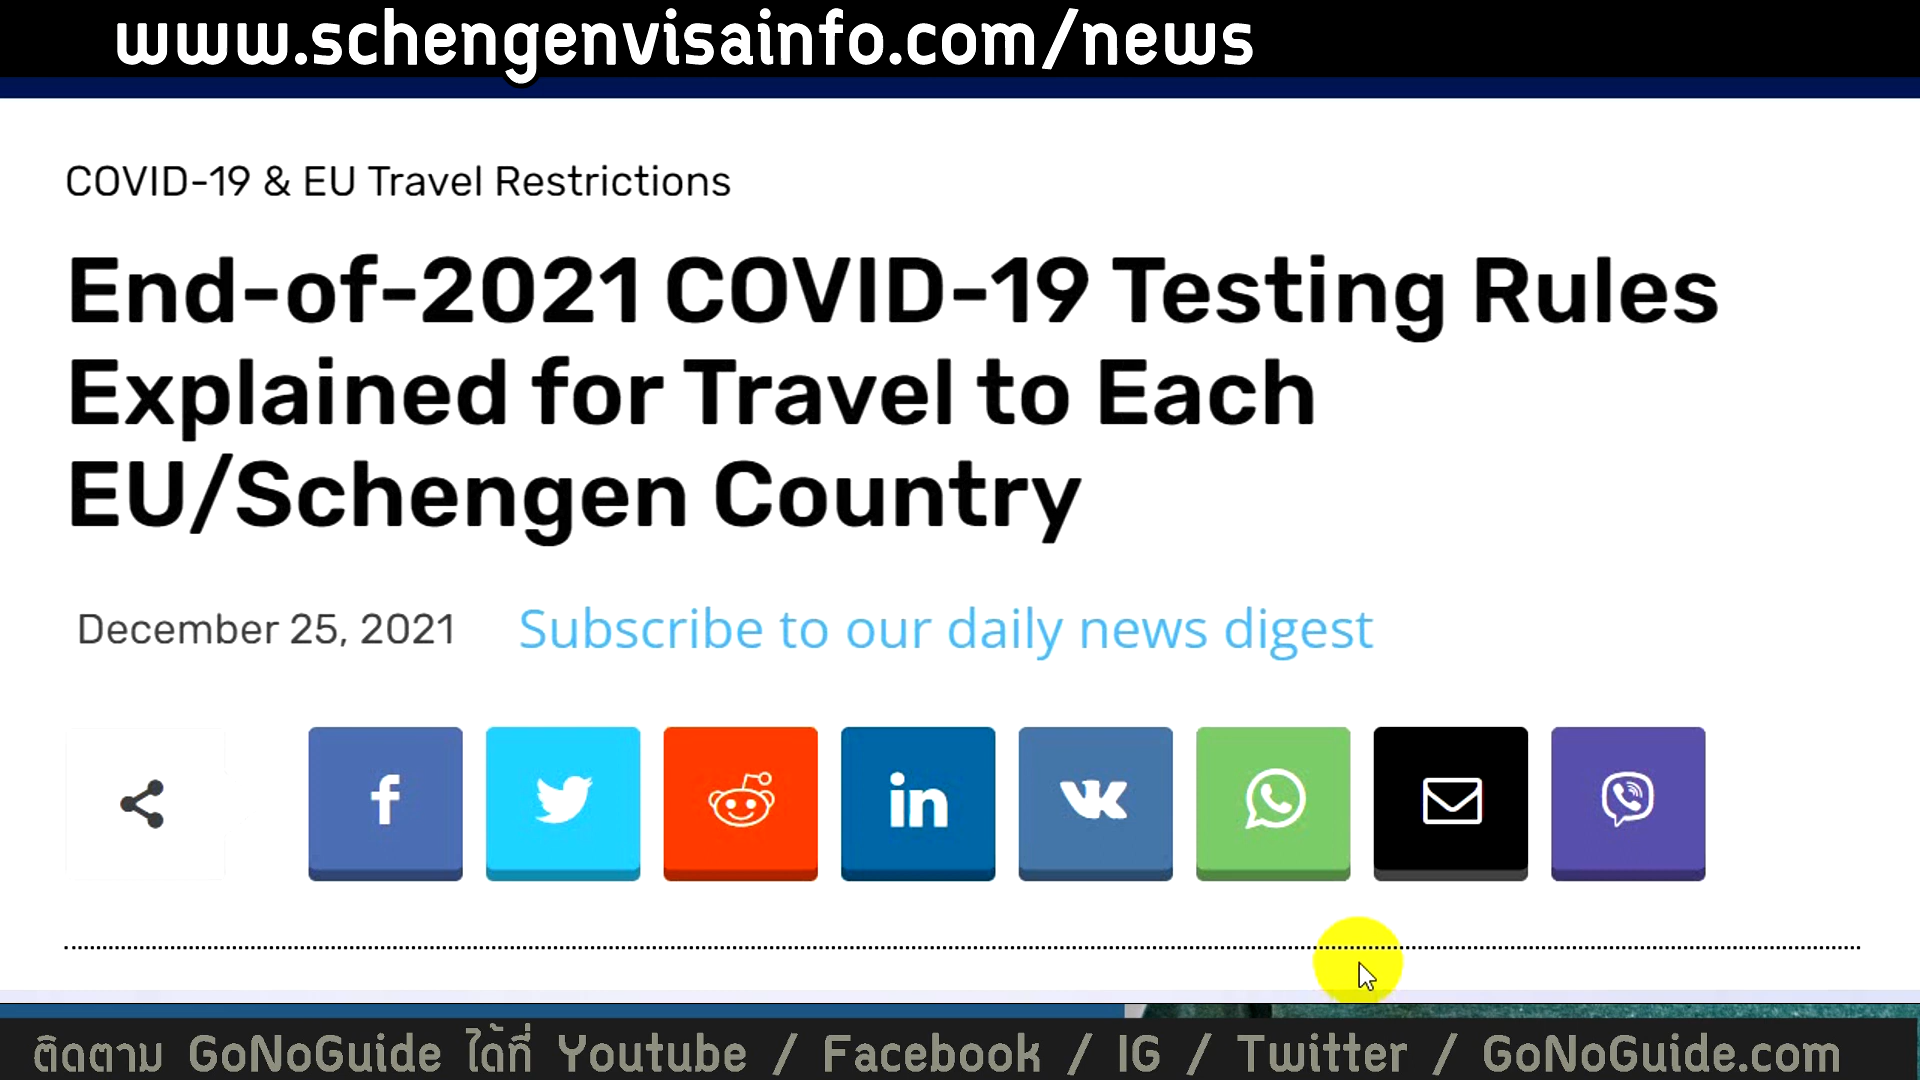 www.schengenvisainfo.com/news
COVID-19 & EU Travel Restrictions
End-of-2021 COVID-19 Testing Rules
Explained for Travel to Each
EU/Schengen Country
December 25, 2021 Subscribe to our daily news digest
ติดตาม GoNoGuide ได้ที่ Youtube / Facebook / IG / Twitter / GoNoGuide.com